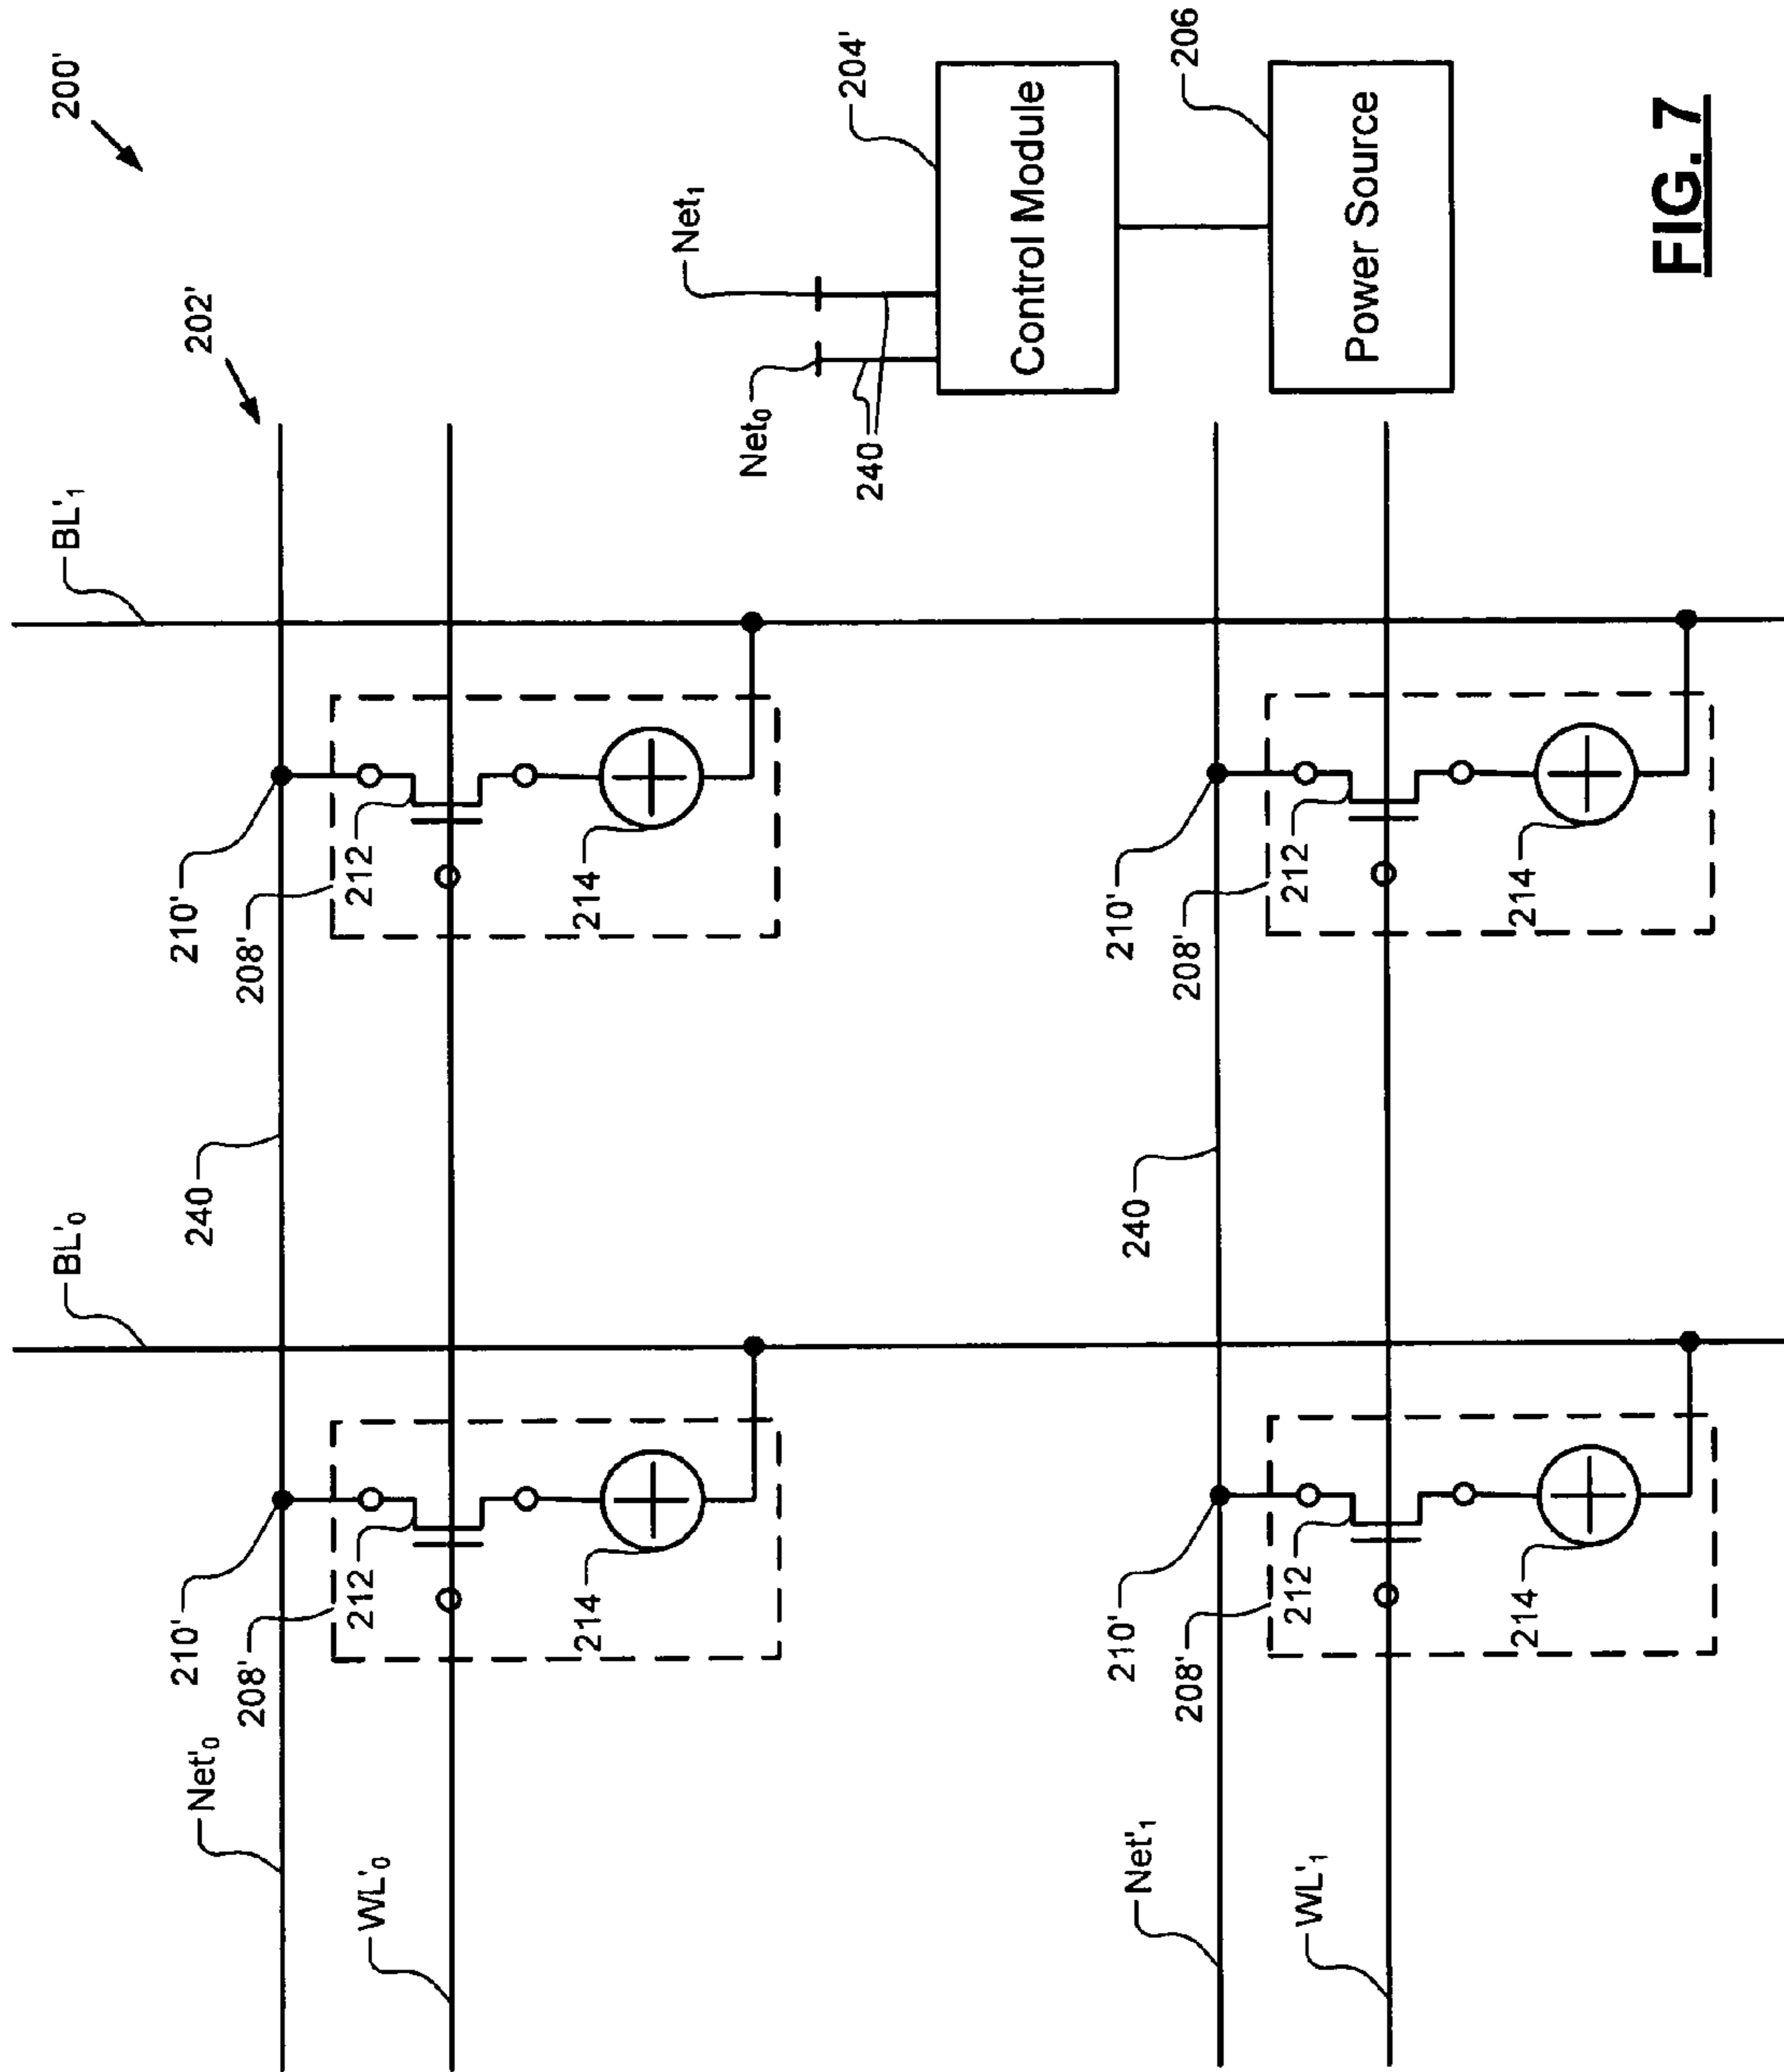 200'
202'
BL'0
BL'1
Net'0
240
210'
210'
208'
208'
212
212
WL'0
214
214
Net'1
240
210'
210'
208'
208'
212
212
WL'1
214
214
Net0
Net1
240
204'
Control Module
206
Power Source
FIG. 7